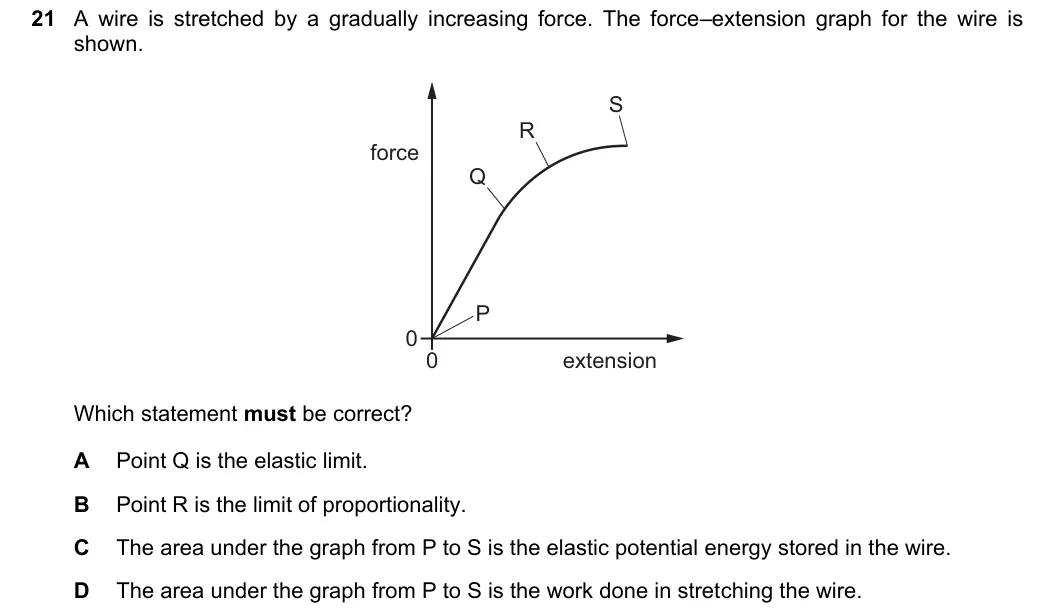 21 A wire is stretched by a gradually increasing force. The force–extension graph for the wire is
shown.
S
R
force
Q
P
0
0
extension
Which statement must be correct?
A Point Q is the elastic limit.
B Point R is the limit of proportionality.
C The area under the graph from P to S is the elastic potential energy stored in the wire.
D The area under the graph from P to S is the work done in stretching the wire.